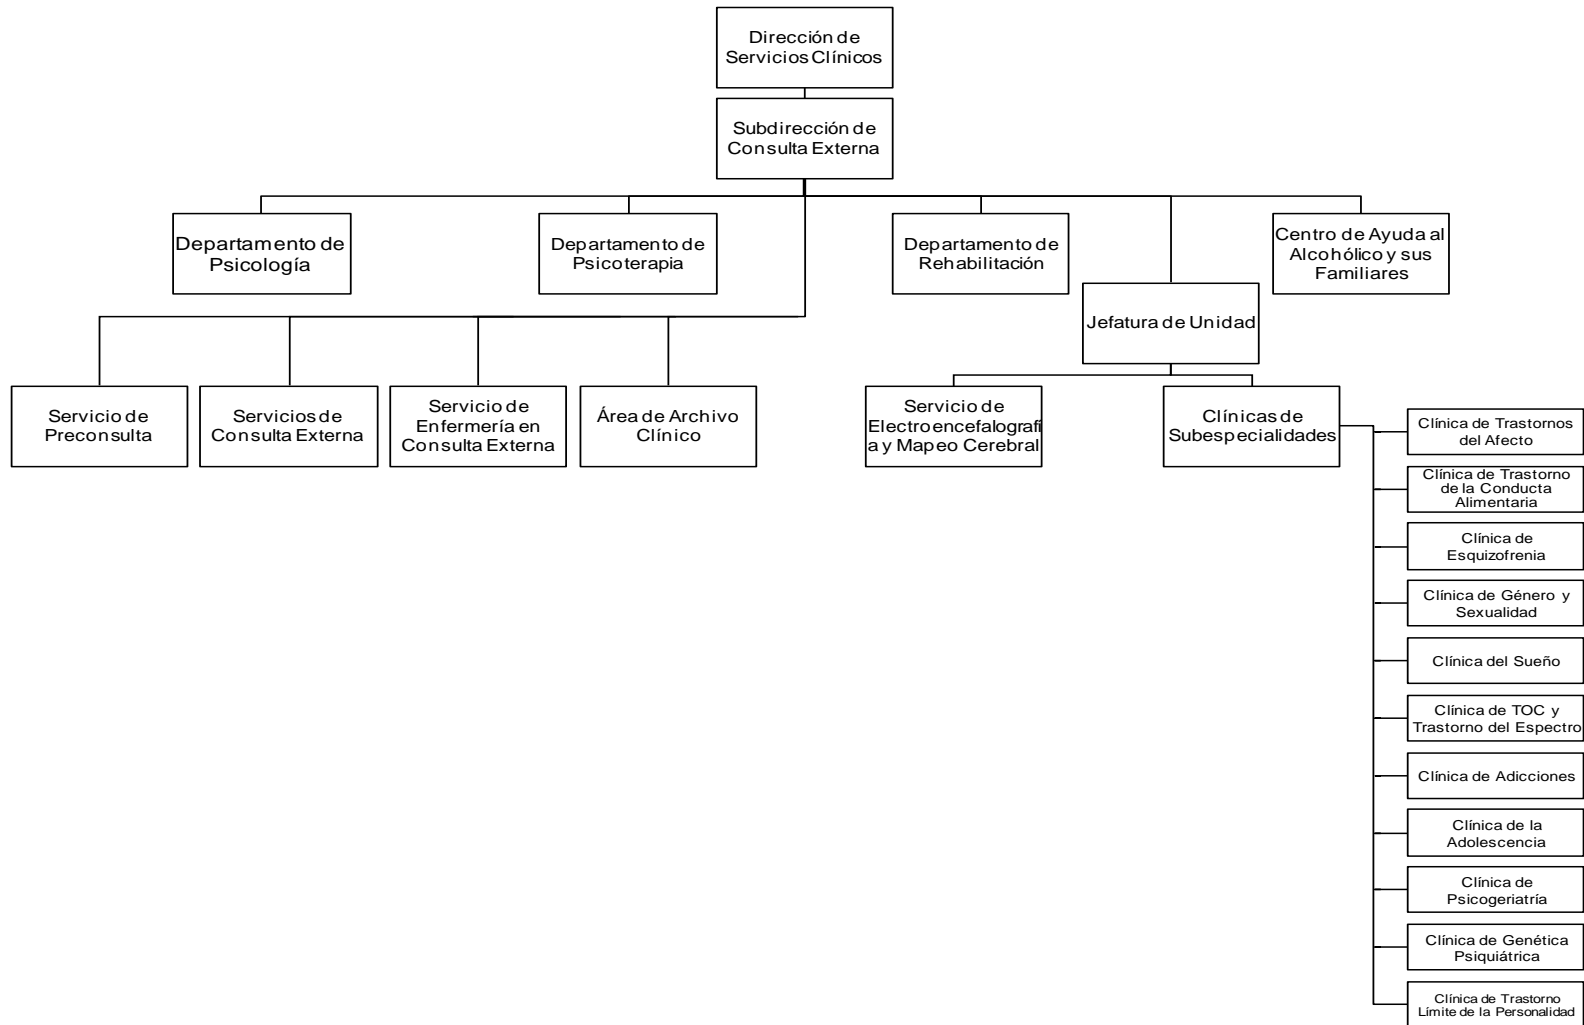 Dirección de
Servicios Clínicos
Subdirección de
Consulta Externa
Departamento de
Psicología
Departamento de
Psicoterapia
Departamento de
Rehabilitación
Centro de Ayuda al
Alcohólico y sus
Familiares
Jefatura de Unidad
Servicio de
Preconsulta
Servicios de
Consulta Externa
Servicio de
Enfermería en
Consulta Externa
Área de Archivo
Clínico
Servicio de
Electroencefalografí
a y Mapeo Cerebral
Clínicas de
Subespecialidades
Clínica de Trastornos
del Afecto
Clínica de Trastorno
de la Conducta
Alimentaria
Clínica de
Esquizofrenia
Clínica de Género y
Sexualidad
Clínica del Sueño
Clínica de TOC y
Trastorno del Espectro
Clínica de Adicciones
Clínica de la
Adolescencia
Clínica de
Psicogeriatría
Clínica de Genética
Psiquiátrica
Clínica de Trastorno
Límite de la Personalidad